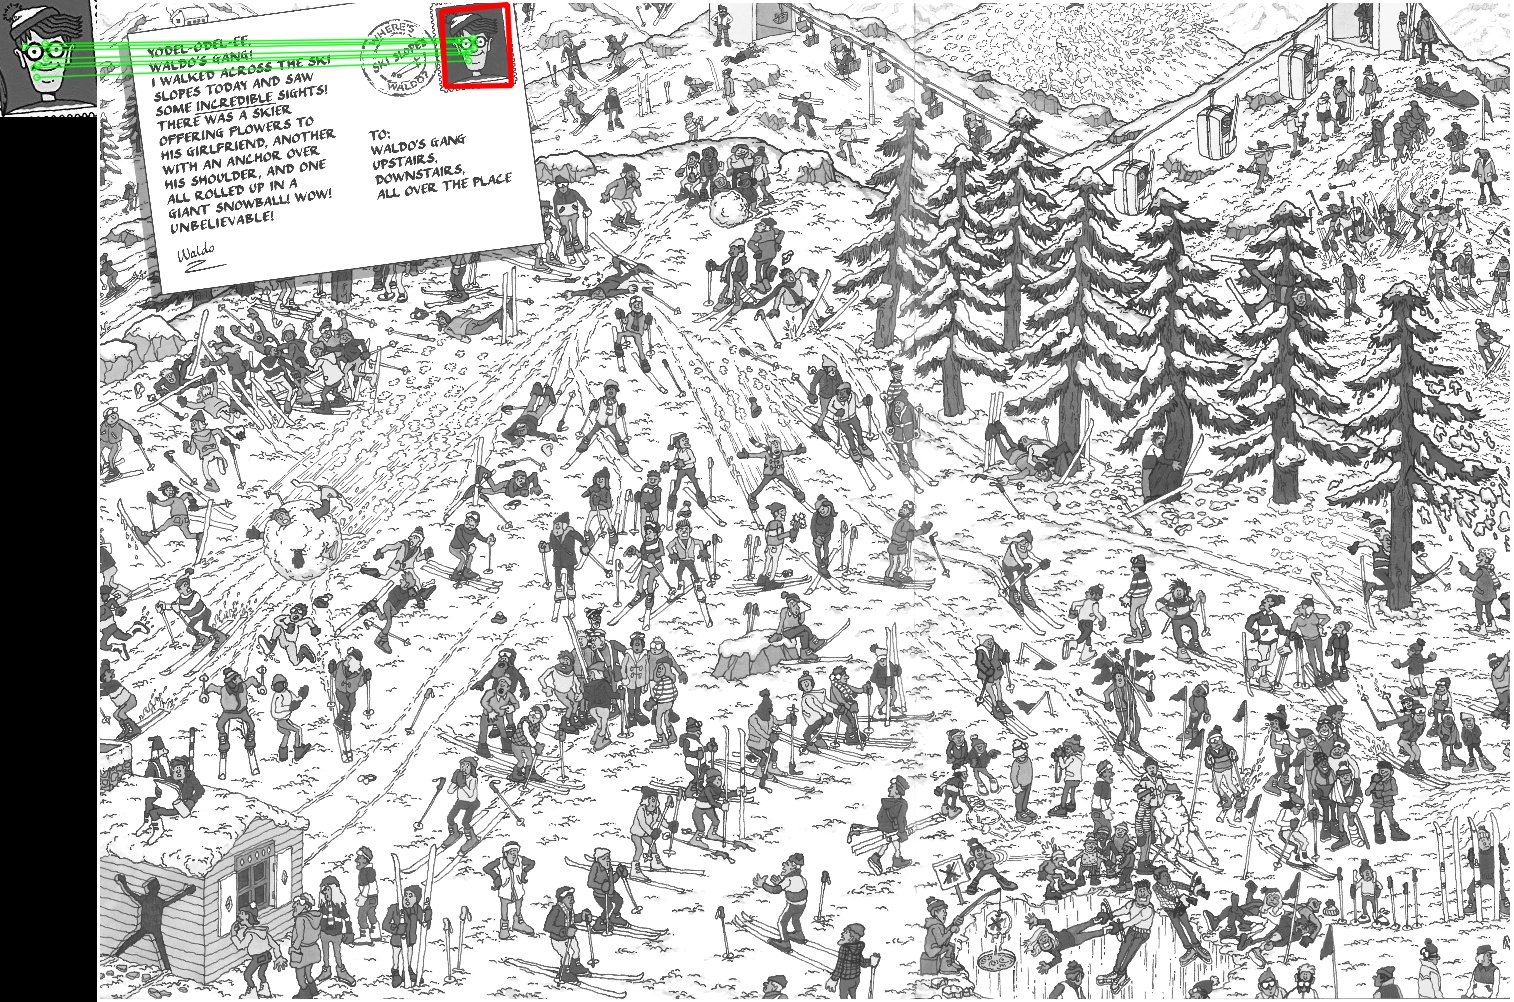 YODEL-ODEL-EE,
WALDO'S GANG!
I WALKED ACROSS THE SKI
SLOPES TODAY AND SAW
SOME INCREDIBLE SIGHTS!
THERE WAS A SKIER
OFFERING FLOWERS TO
HIS GIRLFRIEND, ANOTHER
WITH AN ANCHOR OVER
HIS SHOULDER, AND ONE
ALL ROLLED UP IN A
GIANT SNOWBALL! WOW!
UNBELIEVABLE!
Waldo
WHERE'S
SKI SLOPES
WALDO?
TO:
WALDO'S GANG
UPSTAIRS,
DOWNSTAIRS,
ALL OVER THE PLACE